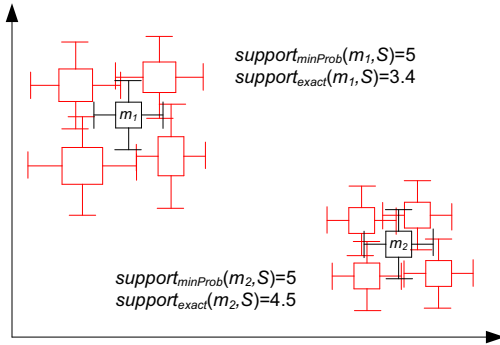 support_minProb(m_1,S)=5
support_exact(m_1,S)=3.4
m_1
m_2
support_minProb(m_2,S)=5
support_exact(m_2,S)=4.5